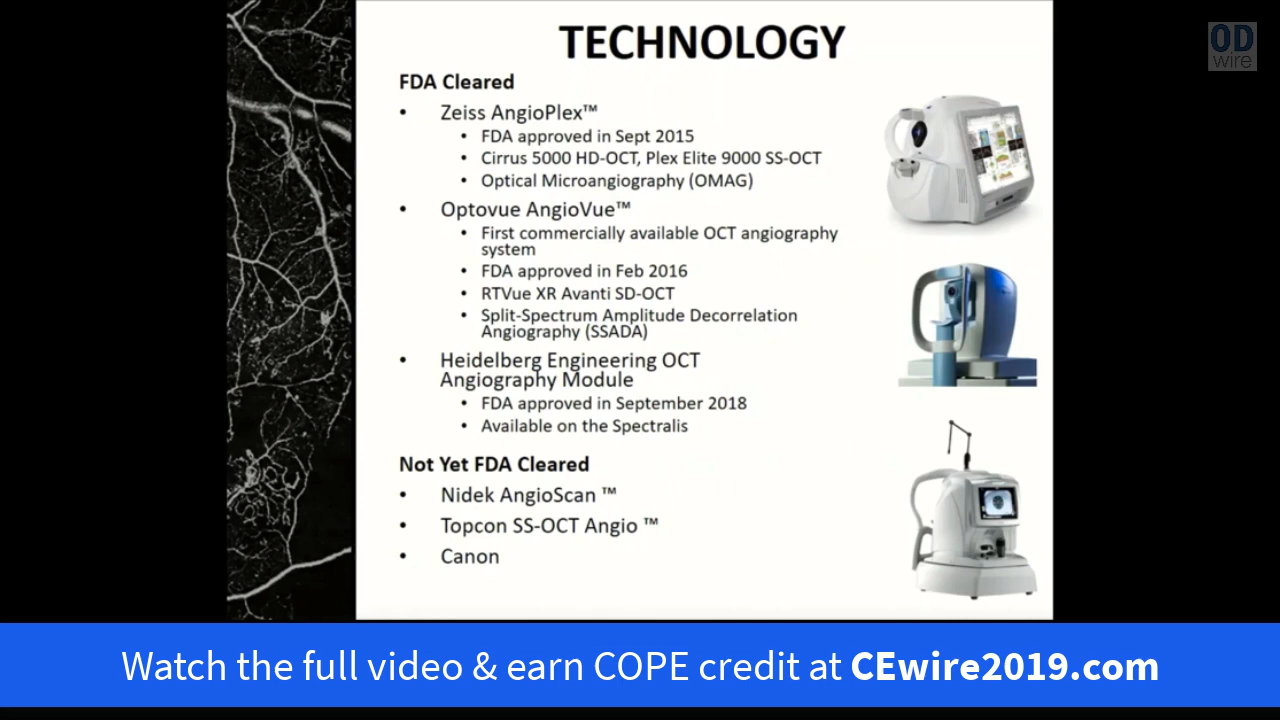 TECHNOLOGY
OD
wire
FDA Cleared
• Zeiss AngioPlex™
• FDA approved in Sept 2015
• Cirrus 5000 HD-OCT, Plex Elite 9000 SS-OCT
• Optical Microangiography (OMAG)
• Optovue AngioVue™
• First commercially available OCT angiography
system
• FDA approved in Feb 2016
• RTVue XR Avanti SD-OCT
• Split-Spectrum Amplitude Decorrelation
Angiography (SSADA)
• Heidelberg Engineering OCT
Angiography Module
• FDA approved in September 2018
• Available on the Spectralis
Not Yet FDA Cleared
• Nidek AngioScan ™
• Topcon SS-OCT Angio ™
• Canon
Watch the full video & earn COPE credit at CEwire2019.com